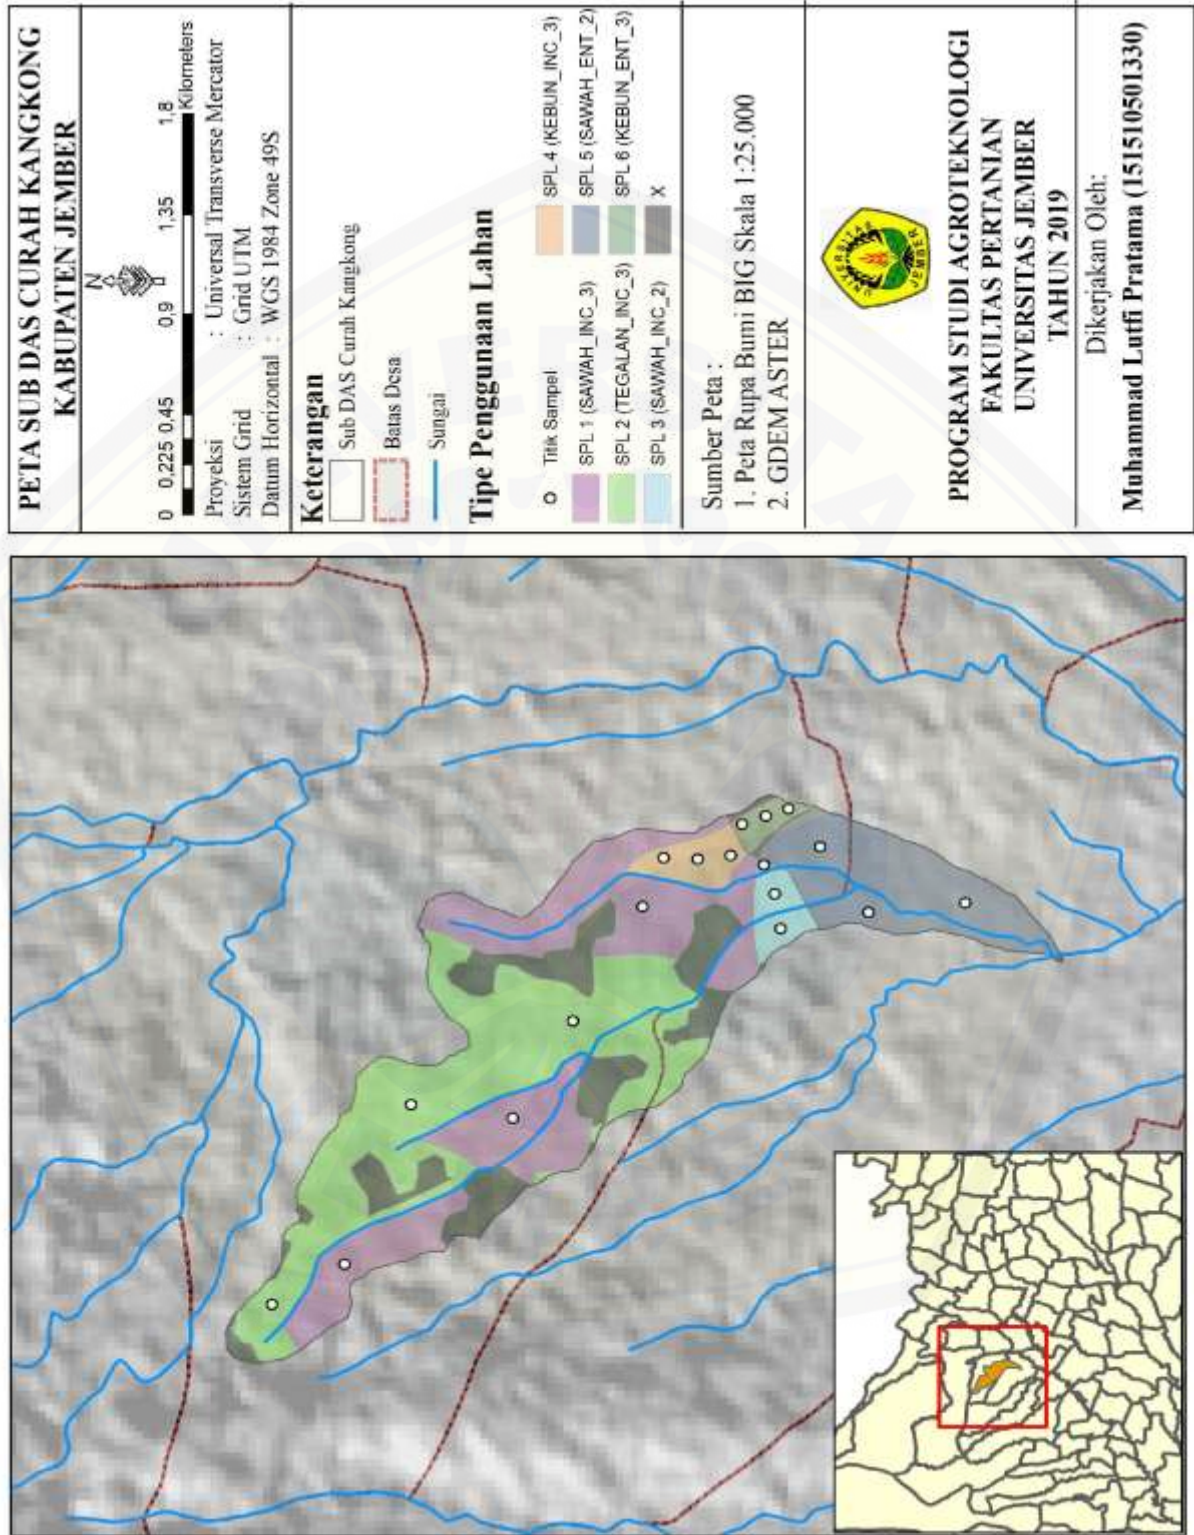 PETA SUB DAS CURAH KANGKONG
KABUPATEN JEMBER
N
0 0,225 0,45 0,9 1,35 1,8
Kilometers
Proyeksi : Universal Transverse Mercator
Sistem Grid : Grid UTM
Datum Horizontal : WGS 1984 Zone 49S
Keterangan
Sub DAS Curah Kangkong
Batas Desa
Sungai
Tipe Penggunaan Lahan
Titik Sampel
SPL 1 (SAWAH_INC_3)
SPL 2 (TEGALAN_INC_3)
SPL 3 (SAWAH_INC_2)
SPL 4 (KEBUN_INC_3)
SPL 5 (SAWAH_ENT_2)
SPL 6 (KEBUN_ENT_3)
X
Sumber Peta :
1. Peta Rupa Bumi BIG Skala 1:25.000
2. GDEM ASTER
UNIVERSITAS JEMBER
PROGRAM STUDI AGROTEKNOLOGI
FAKULTAS PERTANIAN
UNIVERSITAS JEMBER
TAHUN 2019
Dikerjakan Oleh:
Muhammad Lutfi Pratama (151510501330)